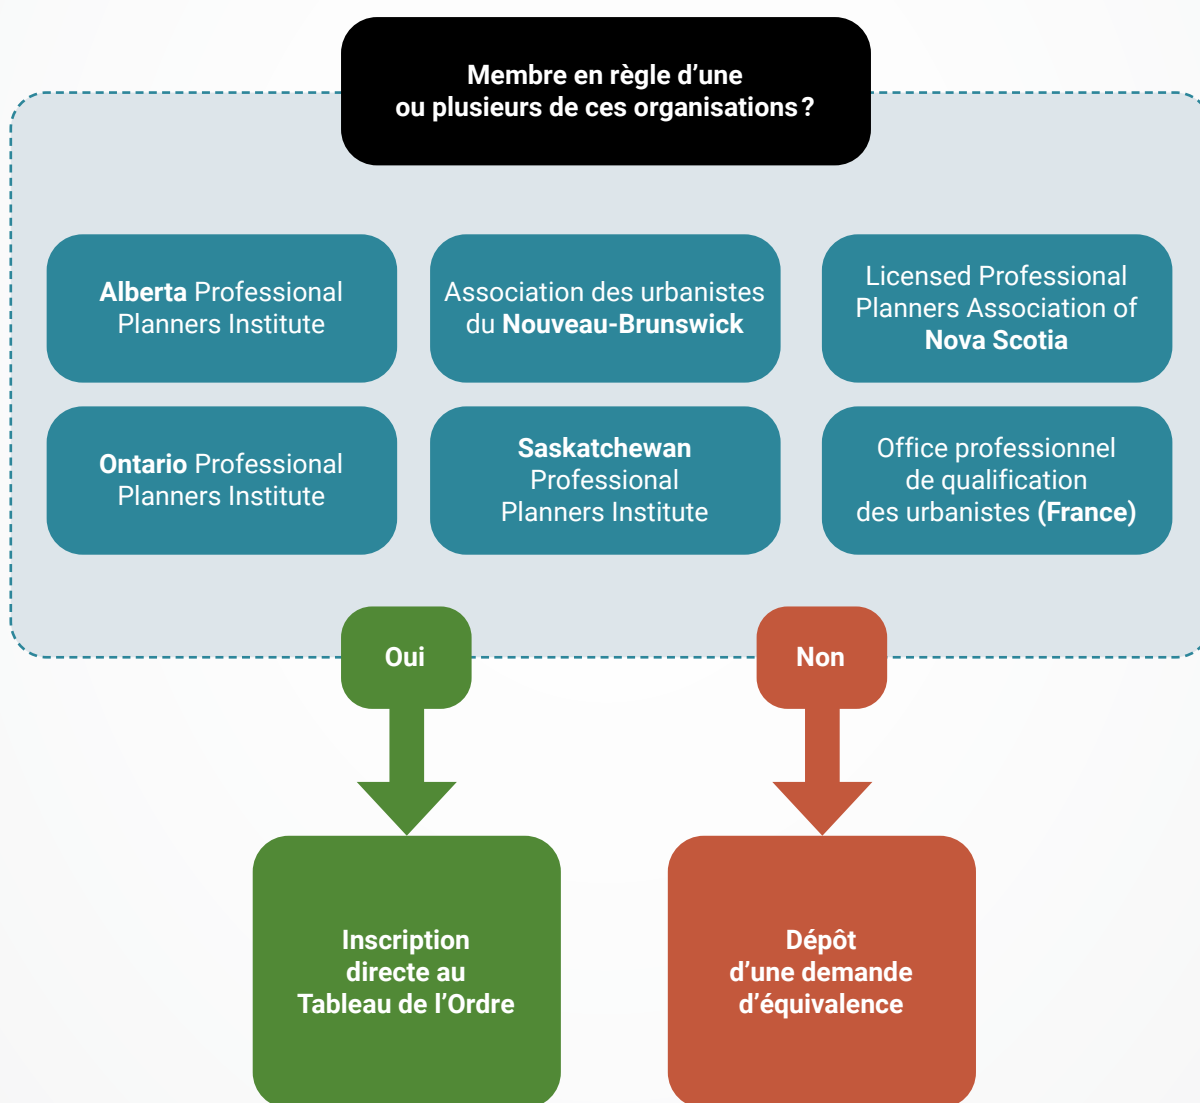 Membre en règle d’une
ou plusieurs de ces organisations ?
Alberta Professional
Planners Institute
Association des urbanistes
du Nouveau-Brunswick
Licensed Professional
Planners Association of
Nova Scotia
Ontario Professional
Planners Institute
Saskatchewan
Professional
Planners Institute
Office professionnel
de qualification
des urbanistes (France)
Oui
Non
Inscription
directe au
Tableau de l’Ordre
Dépôt
d’une demande
d’équivalence